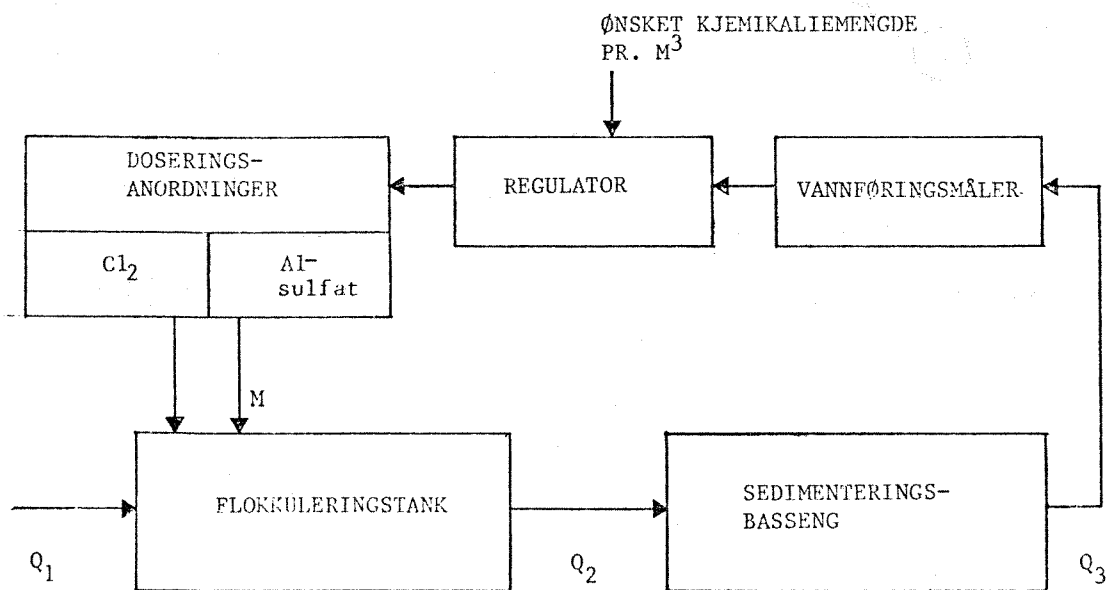 ØNSKET KJEMIKALIEMENGDE
PR. M³
DOSERINGS-
ANORDNINGER
REGULATOR
VANNFØRINGSMÅLER
Cl₂
Al-
sulfat
M
FLOKKULERINGSTANK
SEDIMENTERINGS-
BASSENG
Q₁
Q₂
Q₃